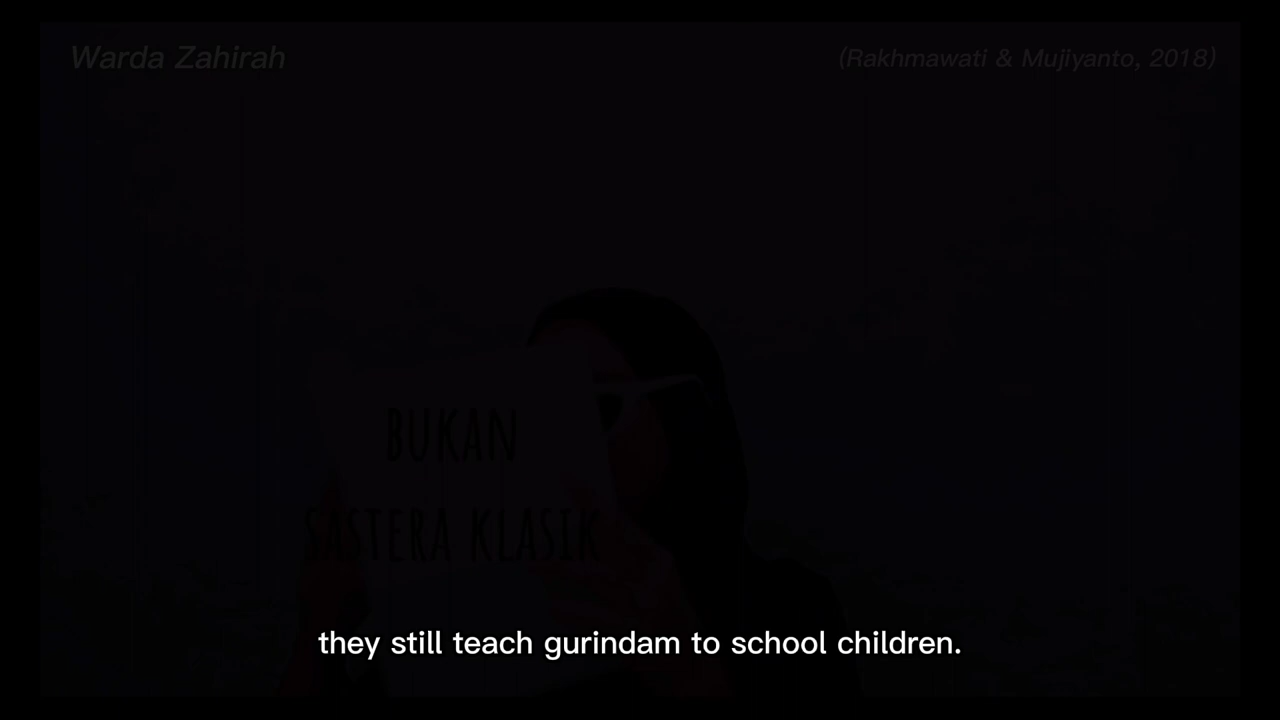 Warda Zahirah
(Rakhmawati & Mujiyanto, 2018)
BUKAN
SASTERA KLASIK
they still teach gurindam to school children.